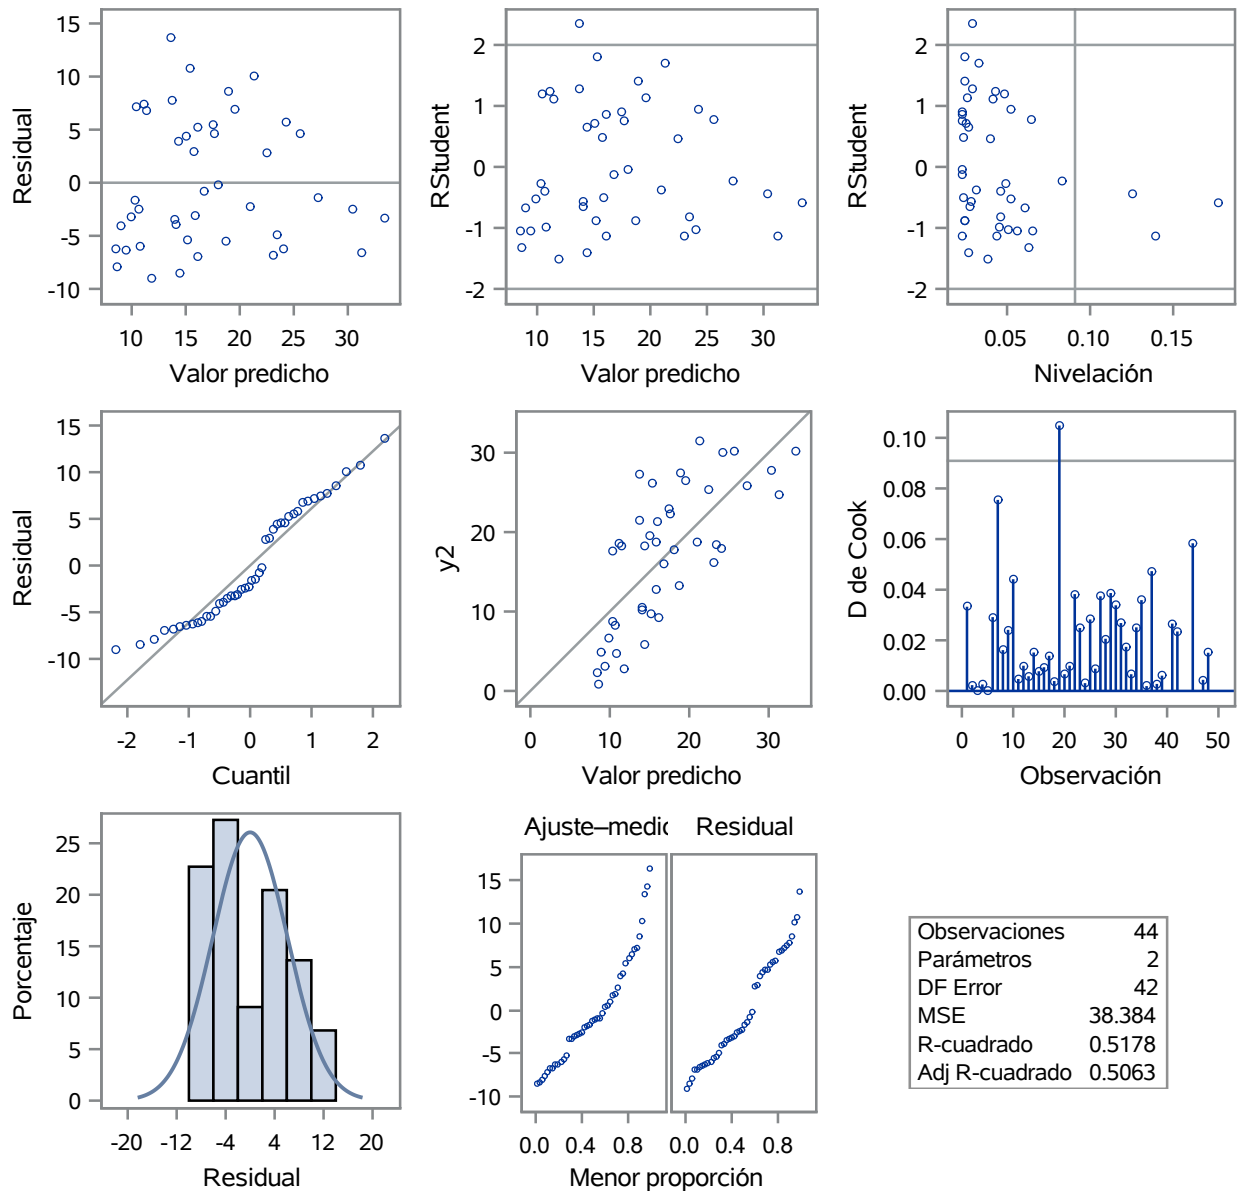 15
10
5
0
-5
-10
Residual
10 15 20 25 30
Valor predicho
2
1
0
-1
-2
RStudent
10 15 20 25 30
Valor predicho
2
1
0
-1
-2
RStudent
0.05 0.10 0.15
Nivelación
15
10
5
0
-5
-10
Residual
-2 -1 0 1 2
Cuantil
30
20
10
0
y2
0 10 20 30
Valor predicho
0.10
0.08
0.06
0.04
0.02
0.00
D de Cook
0 10 20 30 40 50
Observación
25
20
15
10
5
0
Porcentaje
-20 -12 -4 4 12 20
Residual
Ajuste–medic Residual
15
10
5
0
-5
-10
0.0 0.4 0.8 0.0 0.4 0.8
Menor proporción
Observaciones 44
Parámetros 2
DF Error 42
MSE 38.384
R-cuadrado 0.5178
Adj R-cuadrado 0.5063